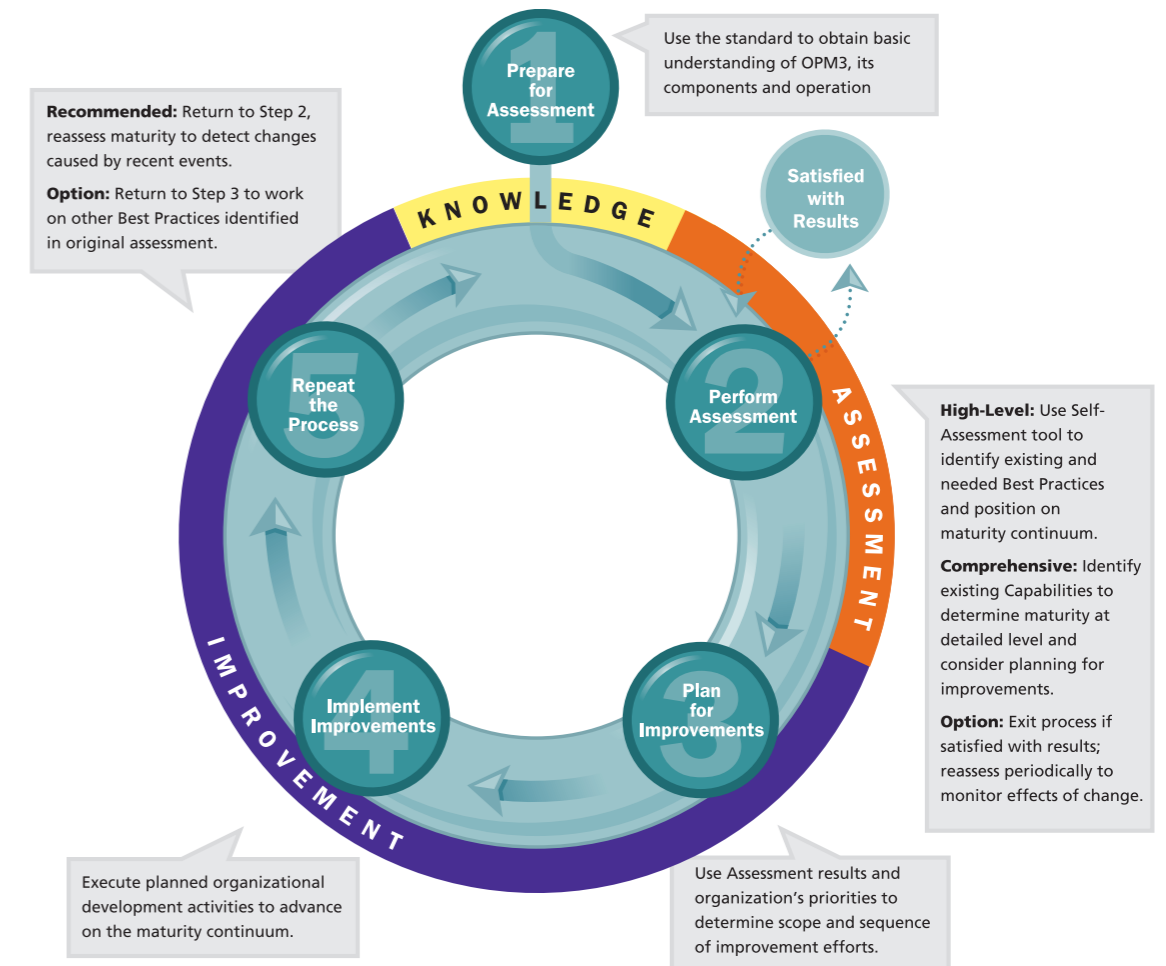 1
Prepare
for
Assessment
Use the standard to obtain basic
understanding of OPM3, its
components and operation
Recommended: Return to Step 2,
reassess maturity to detect changes
caused by recent events.
Option: Return to Step 3 to work
on other Best Practices identified
in original assessment.
Satisfied
with
Results
KNOWLEDGE
2
Perform
Assessment
ASSESSMENT
High-Level: Use Self-
Assessment tool to
identify existing and
needed Best Practices
and position on
maturity continuum.
Comprehensive: Identify
existing Capabilities to
determine maturity at
detailed level and
consider planning for
improvements.
Option: Exit process if
satisfied with results;
reassess periodically to
monitor effects of change.
3
Plan
for
Improvements
Use Assessment results and
organization's priorities to
determine scope and sequence
of improvement efforts.
4
Implement
Improvements
IMPROVEMENT
Execute planned organizational
development activities to advance
on the maturity continuum.
5
Repeat
the
Process